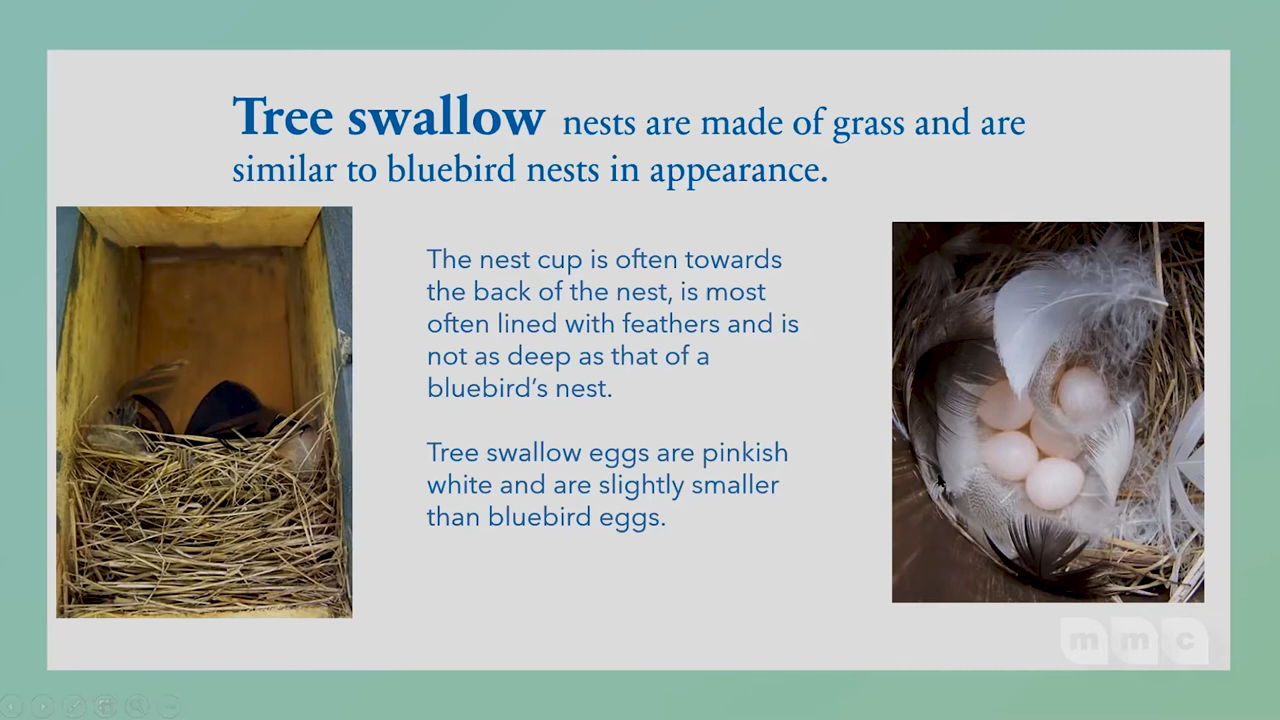 Tree swallow nests are made of grass and are
similar to bluebird nests in appearance.
The nest cup is often towards
the back of the nest, is most
often lined with feathers and is
not as deep as that of a
bluebird’s nest.
Tree swallow eggs are pinkish
white and are slightly smaller
than bluebird eggs.
mmc